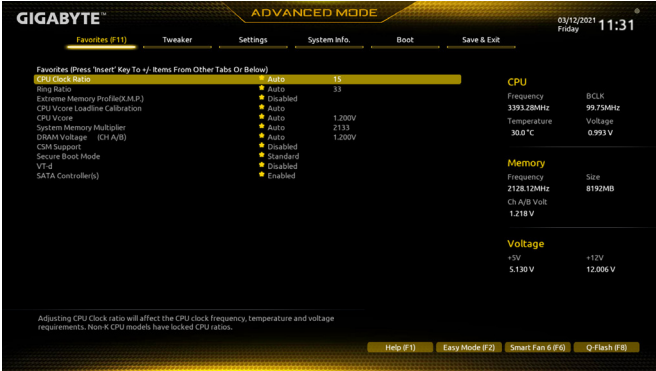 GIGABYTE™
ADVANCED MODE
03/12/2021
Friday
11:31
Favorites (F11) Tweaker Settings System Info. Boot Save & Exit
Favorites (Press 'Insert' Key To +/- Items From Other Tabs Or Below)
CPU Clock Ratio Auto 15
Ring Ratio Auto 33
Extreme Memory Profile(X.M.P.) Disabled
CPU Vcore Loadline Calibration Auto
CPU Vcore Auto 1.200V
System Memory Multiplier Auto 2133
DRAM Voltage (CH A/B) Auto 1.200V
CSM Support Disabled
Secure Boot Mode Standard
VT-d Disabled
SATA Controller(s) Enabled
CPU
Frequency BCLK
3393.28MHz 99.75MHz
Temperature Voltage
30.0 °C 0.993 V
Memory
Frequency Size
2128.12MHz 8192MB
Ch A/B Volt
1.218 V
Voltage
+5V +12V
5.130 V 12.006 V
Adjusting CPU Clock ratio will affect the CPU clock frequency, temperature and voltage
requirements. Non-K CPU models have locked CPU ratios.
Help (F1) Easy Mode (F2) Smart Fan 6 (F6) Q-Flash (F8)